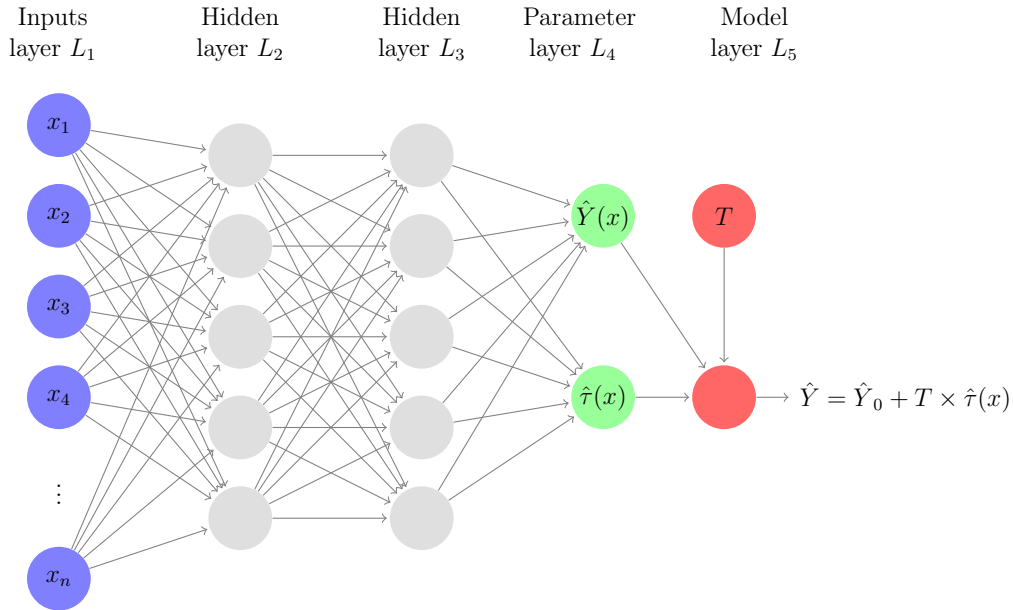 Inputs
layer L₁
Hidden
layer L₂
Hidden
layer L₃
Parameter
layer L₄
Model
layer L₅
x₁
x₂
x₃
x₄
⋮
xₙ
Ŷ(x)
τ̂(x)
T
Ŷ = Ŷ₀ + T × τ̂(x)